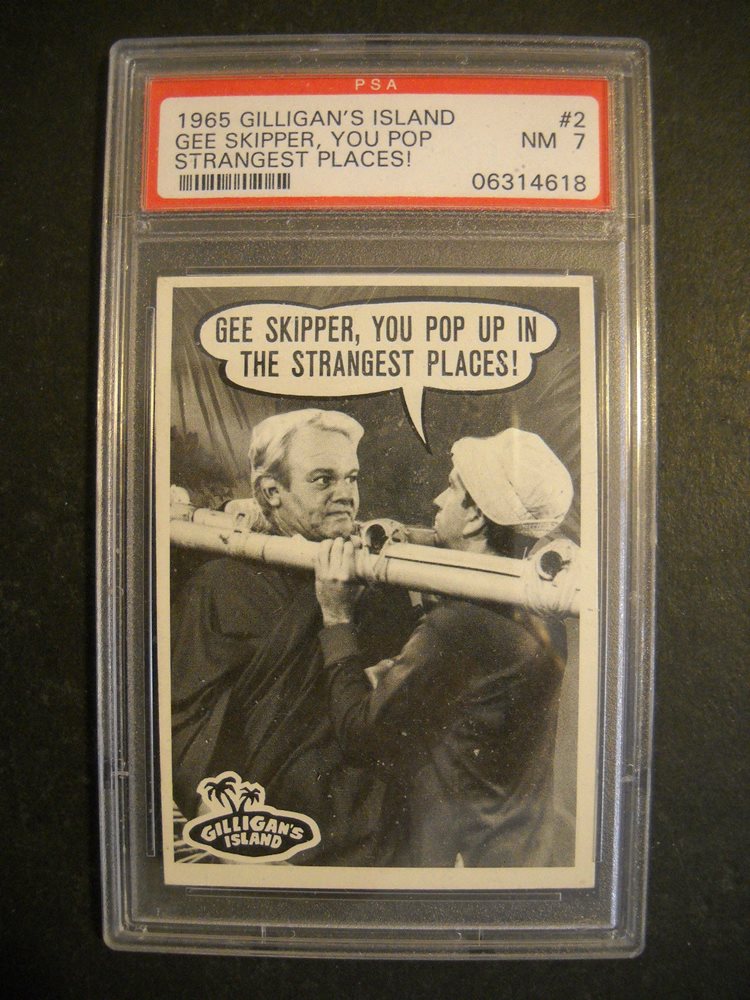 PSA
1965 GILLIGAN'S ISLAND #2
GEE SKIPPER, YOU POP NM 7
STRANGEST PLACES!
06314618
GEE SKiPPER, YOU POP UP IN
THE STRANGEST PLACES!
GILLIGAN'S
ISLAND